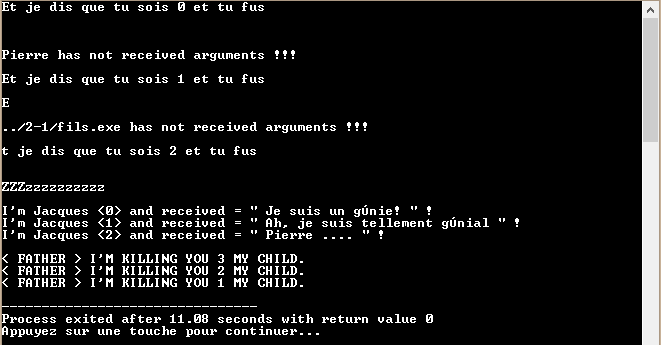 Et je dis que tu sois 0 et tu fus
Pierre has not received arguments !!!
Et je dis que tu sois 1 et tu fus
E
../2-1/fils.exe has not received arguments !!!
t je dis que tu sois 2 et tu fus
ZZZzzzzzzzzzz
I'm Jacques <0> and received = " Je suis un gÚnie! " !
I'm Jacques <1> and received = " Ah, je suis tellement gÚnial " !
I'm Jacques <2> and received = " Pierre .... " !
< FATHER > I'M KILLING YOU 3 MY CHILD.
< FATHER > I'M KILLING YOU 2 MY CHILD.
< FATHER > I'M KILLING YOU 1 MY CHILD.
--------------------------------
Process exited after 11.08 seconds with return value 0
Appuyez sur une touche pour continuer...